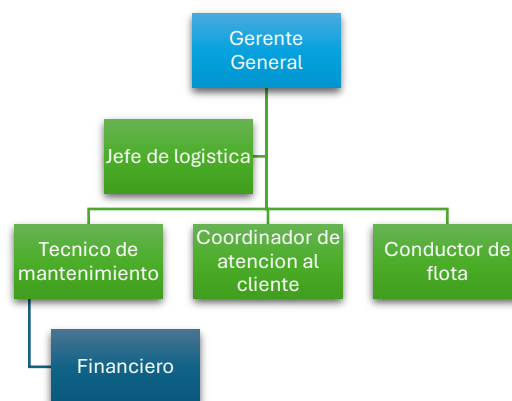 Gerente
General
Jefe de logistica
Tecnico de
mantenimiento
Coordinador de
atencion al
cliente
Conductor de
flota
Financiero